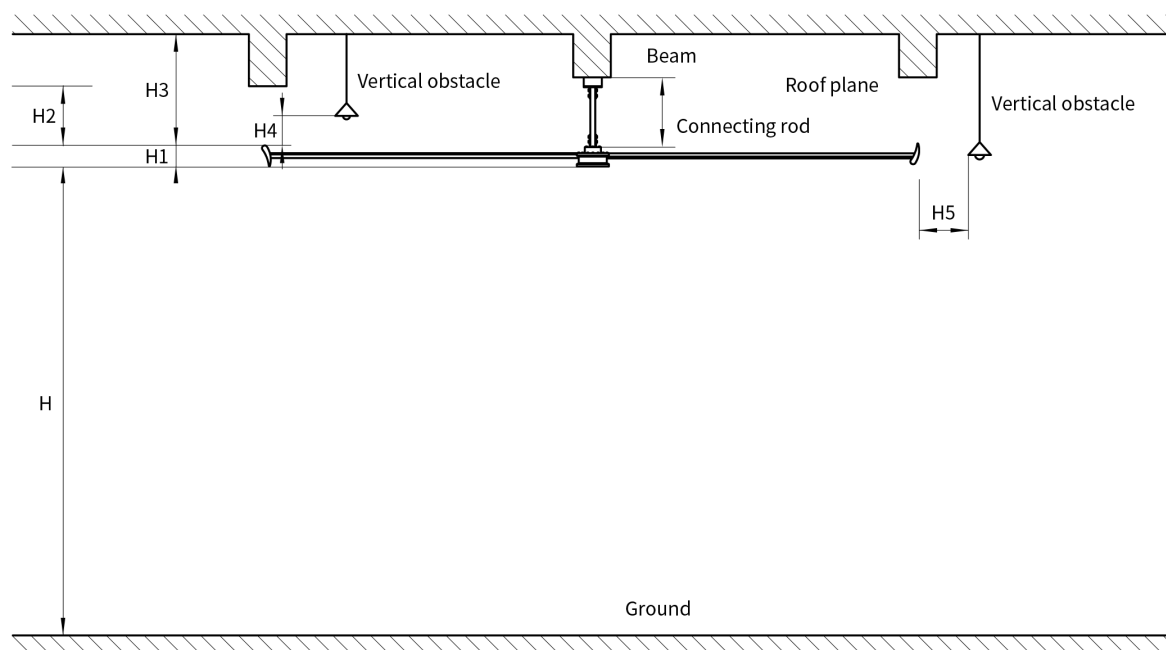 Beam
Vertical obstacle
Roof plane
H3
Vertical obstacle
H2
H4
Connecting rod
H1
H5
H
Ground